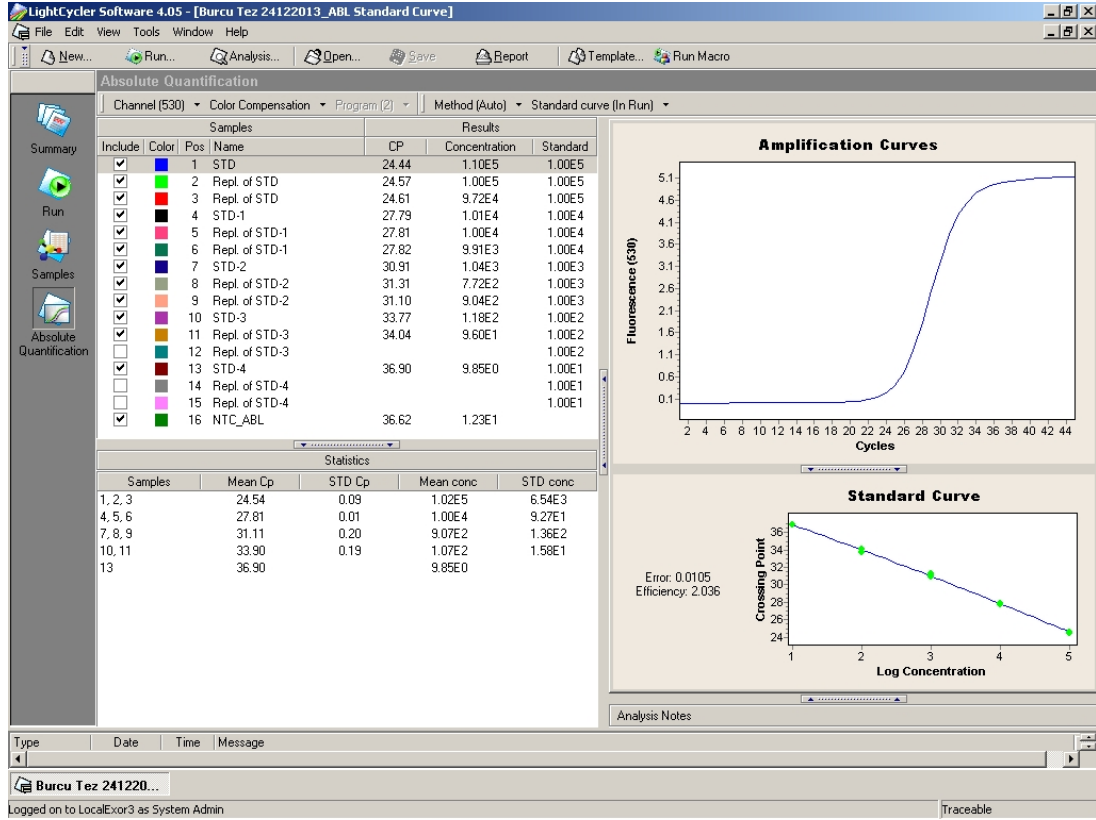 LightCycler Software 4.05 - [Burcu Tez 24122013_ABL Standard Curve]
File Edit View Tools Window Help
New... Run... Analysis... Open... Save Report Template... Run Macro
Absolute Quantification
Channel (530) Color Compensation Program (2) Method (Auto) Standard curve (In Run)
Summary
Run
Samples
Absolute
Quantification
Samples Results
Include Color Pos Name CP Concentration Standard
1 STD 24.44 1.10E5 1.00E5
2 Repl. of STD 24.57 1.00E5 1.00E5
3 Repl. of STD 24.61 9.72E4 1.00E5
4 STD-1 27.79 1.01E4 1.00E4
5 Repl. of STD-1 27.81 1.00E4 1.00E4
6 Repl. of STD-1 27.82 9.91E3 1.00E4
7 STD-2 30.91 1.04E3 1.00E3
8 Repl. of STD-2 31.31 7.72E2 1.00E3
9 Repl. of STD-2 31.10 9.04E2 1.00E3
10 STD-3 33.77 1.18E2 1.00E2
11 Repl. of STD-3 34.04 9.60E1 1.00E2
12 Repl. of STD-3 1.00E2
13 STD-4 36.90 9.85E0 1.00E1
14 Repl. of STD-4 1.00E1
15 Repl. of STD-4 1.00E1
16 NTC_ABL 36.62 1.23E1
Statistics
Samples Mean Cp STD Cp Mean conc STD conc
1, 2, 3 24.54 0.09 1.02E5 6.54E3
4, 5, 6 27.81 0.01 1.00E4 9.27E1
7, 8, 9 31.11 0.20 9.07E2 1.36E2
10, 11 33.90 0.19 1.07E2 1.58E1
13 36.90 9.85E0
Amplification Curves
Fluorescence (530)
5.1
4.6
4.1
3.6
3.1
2.6
2.1
1.6
1.1
0.6
0.1
2 4 6 8 10 12 14 16 18 20 22 24 26 28 30 32 34 36 38 40 42 44
Cycles
Standard Curve
Error: 0.0105
Efficiency: 2.036
Crossing Point
36
34
32
30
28
26
24
1 2 3 4 5
Log Concentration
Analysis Notes
Type Date Time Message
Burcu Tez 241220...
Logged on to LocalExor3 as System Admin Traceable